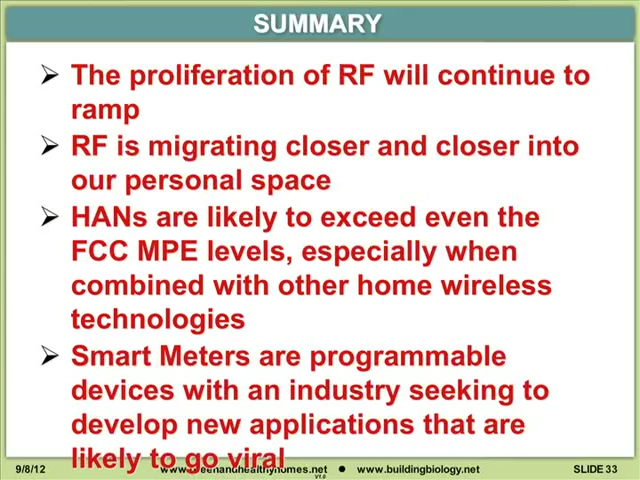 SUMMARY
➢ The proliferation of RF will continue to
ramp
➢ RF is migrating closer and closer into
our personal space
➢ HANs are likely to exceed even the
FCC MPE levels, especially when
combined with other home wireless
technologies
➢ Smart Meters are programmable
devices with an industry seeking to
develop new applications that are
likely to go viral
9/8/12 www. eenandhealthyhomes.net ● www.buildingbiology.net SLIDE 33
V1.0